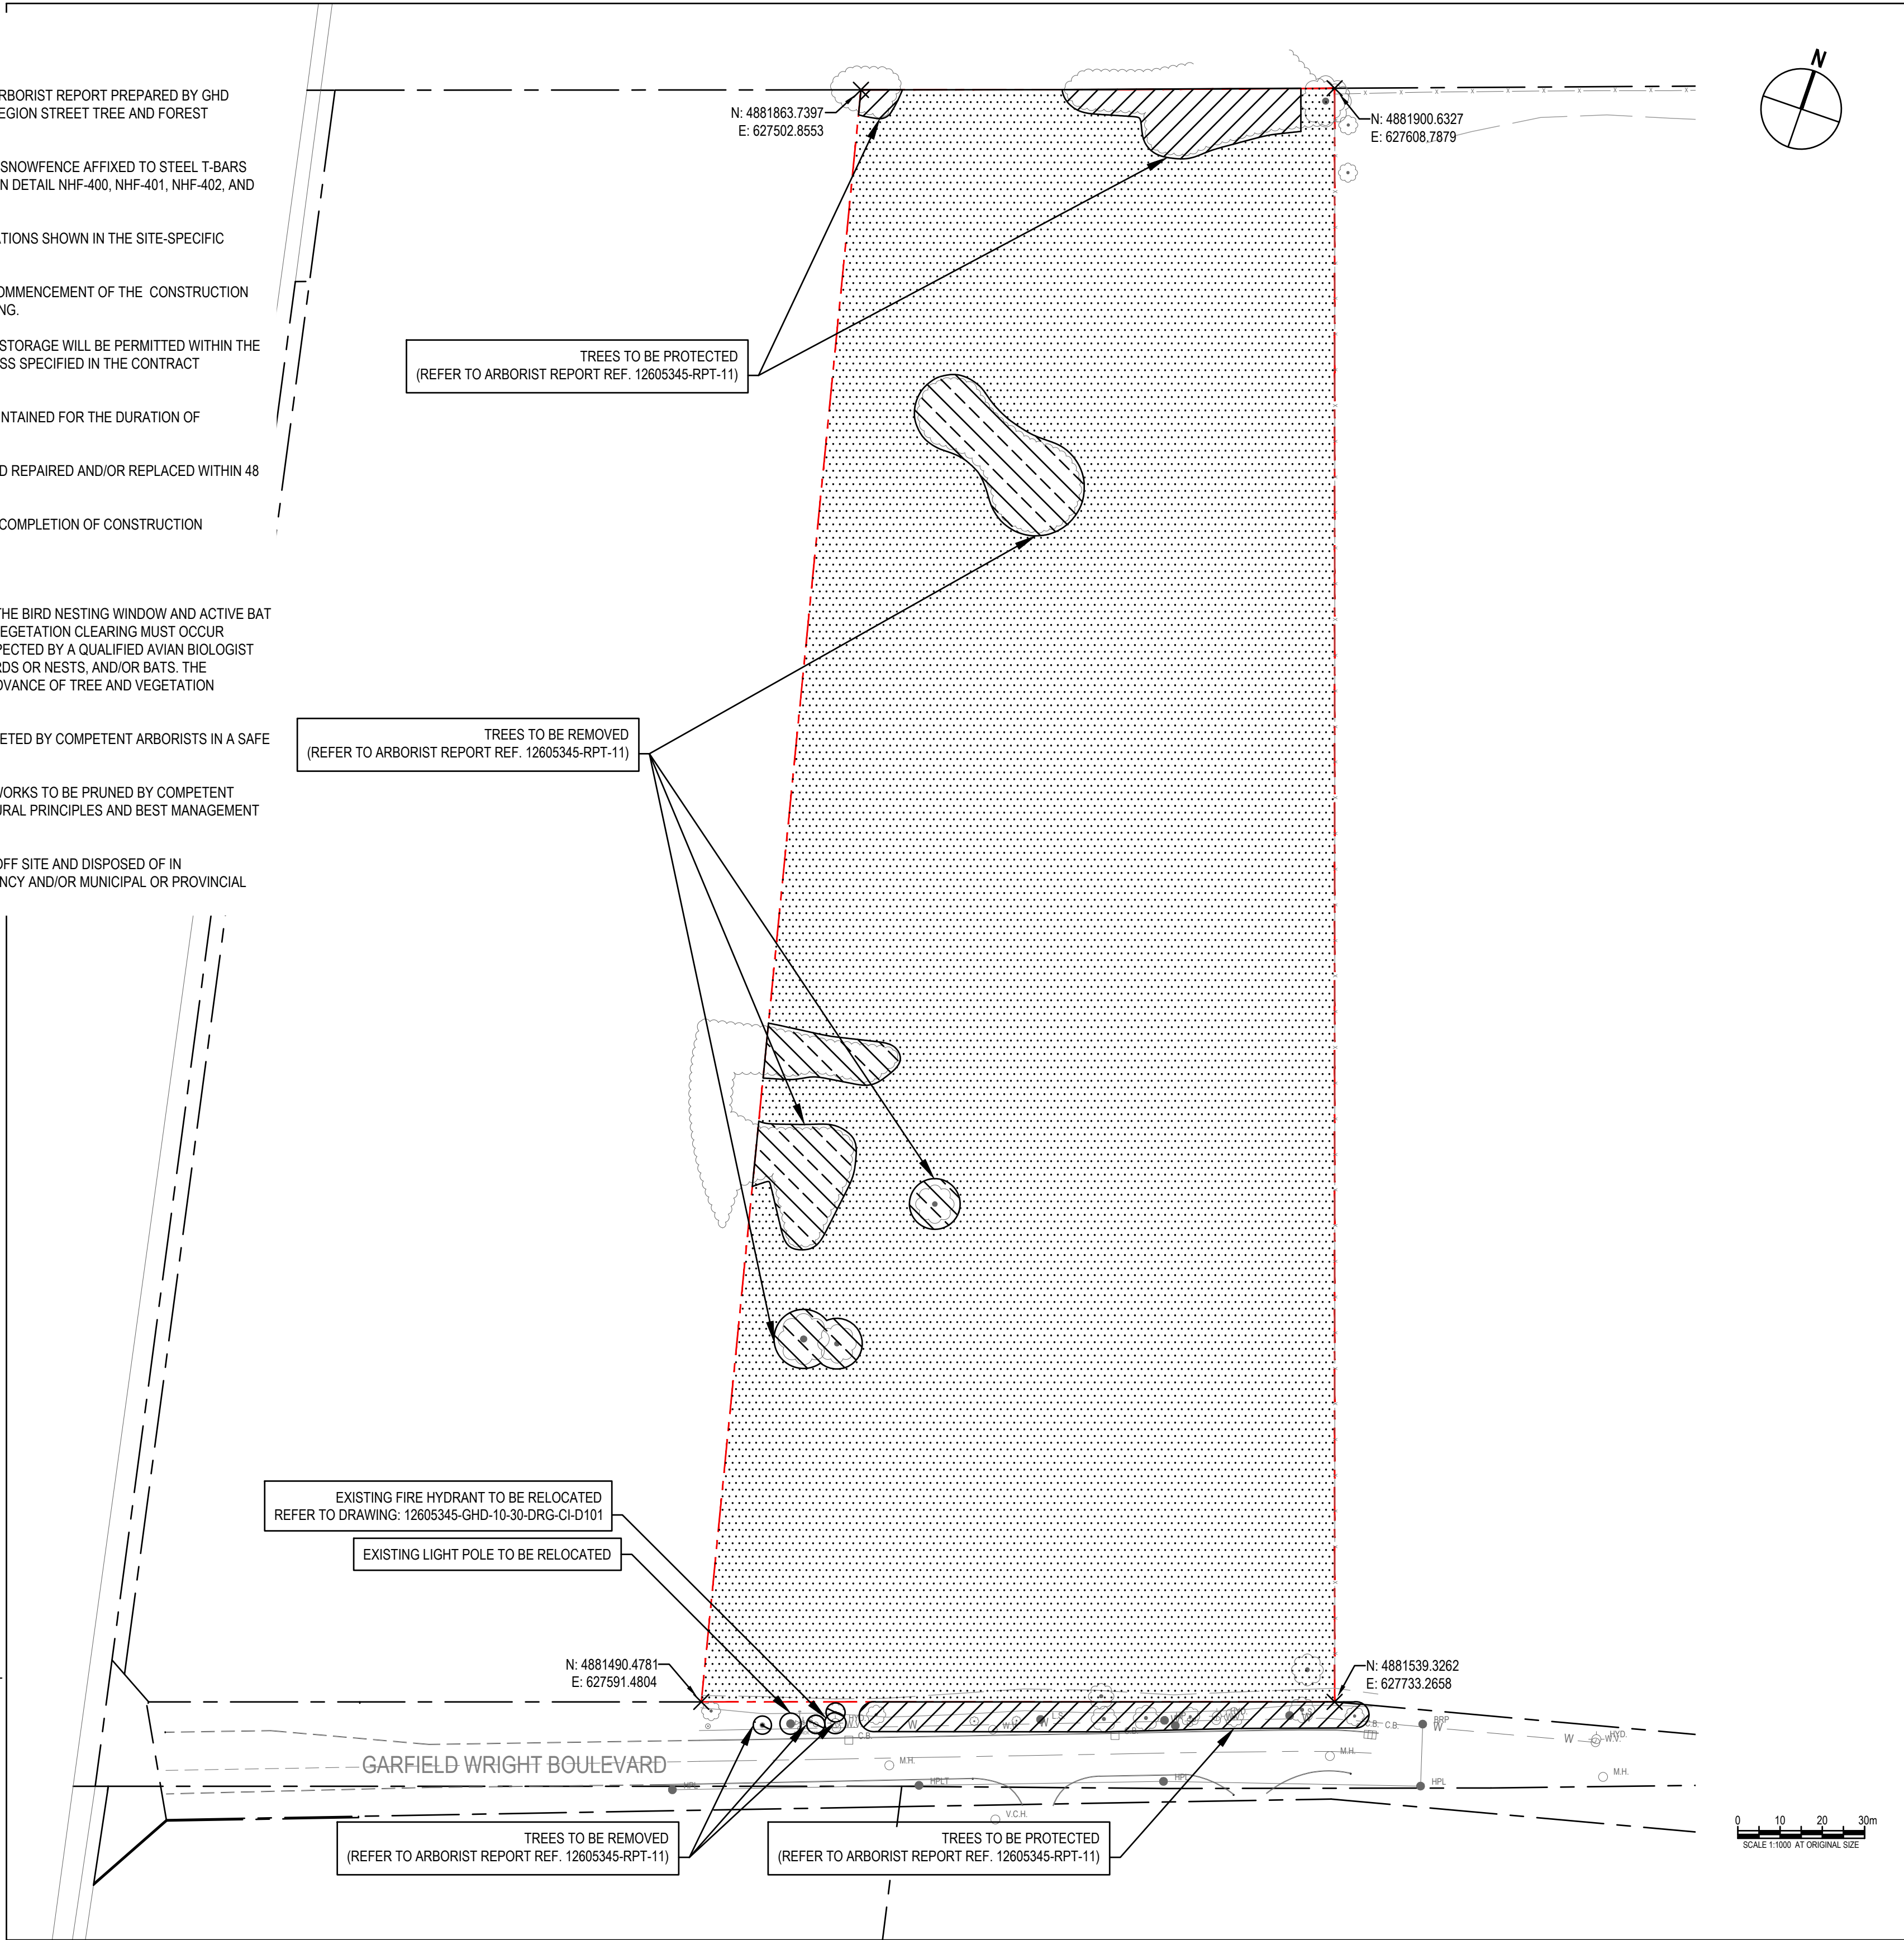 RBORIST REPORT PREPARED BY GHD
EGION STREET TREE AND FOREST
SNOWFENCE AFFIXED TO STEEL T-BARS
N DETAIL NHF-400, NHF-401, NHF-402, AND
ATIONS SHOWN IN THE SITE-SPECIFIC
OMMENCEMENT OF THE CONSTRUCTION
NG.
STORAGE WILL BE PERMITTED WITHIN THE
SS SPECIFIED IN THE CONTRACT
NTAINED FOR THE DURATION OF
D REPAIRED AND/OR REPLACED WITHIN 48
COMPLETION OF CONSTRUCTION
THE BIRD NESTING WINDOW AND ACTIVE BAT
EGETATION CLEARING MUST OCCUR
PECTED BY A QUALIFIED AVIAN BIOLOGIST
RDS OR NESTS, AND/OR BATS. THE
DVANCE OF TREE AND VEGETATION
ETED BY COMPETENT ARBORISTS IN A SAFE
WORKS TO BE PRUNED BY COMPETENT
URAL PRINCIPLES AND BEST MANAGEMENT
OFF SITE AND DISPOSED OF IN
NCY AND/OR MUNICIPAL OR PROVINCIAL
N
N: 4881863.7397
E: 627502.8553
N: 4881900.6327
E: 627608.7879
TREES TO BE PROTECTED
(REFER TO ARBORIST REPORT REF. 12605345-RPT-11)
TREES TO BE REMOVED
(REFER TO ARBORIST REPORT REF. 12605345-RPT-11)
EXISTING FIRE HYDRANT TO BE RELOCATED
REFER TO DRAWING: 12605345-GHD-10-30-DRG-CI-D101
EXISTING LIGHT POLE TO BE RELOCATED
N: 4881490.4781
E: 627591.4804
N: 4881539.3262
E: 627733.2658
HYD.
W.V.
C.B.
W
W
W
L.S.
C.B.
C.B.
BRP
W
W
HYD.
W.V.
M.H.
M.H.
M.H.
GARFIELD WRIGHT BOULEVARD
HPL
HPLT
HPL
HPL
V.C.H.
TREES TO BE REMOVED
(REFER TO ARBORIST REPORT REF. 12605345-RPT-11)
TREES TO BE PROTECTED
(REFER TO ARBORIST REPORT REF. 12605345-RPT-11)
0 10 20 30m
SCALE 1:1000 AT ORIGINAL SIZE